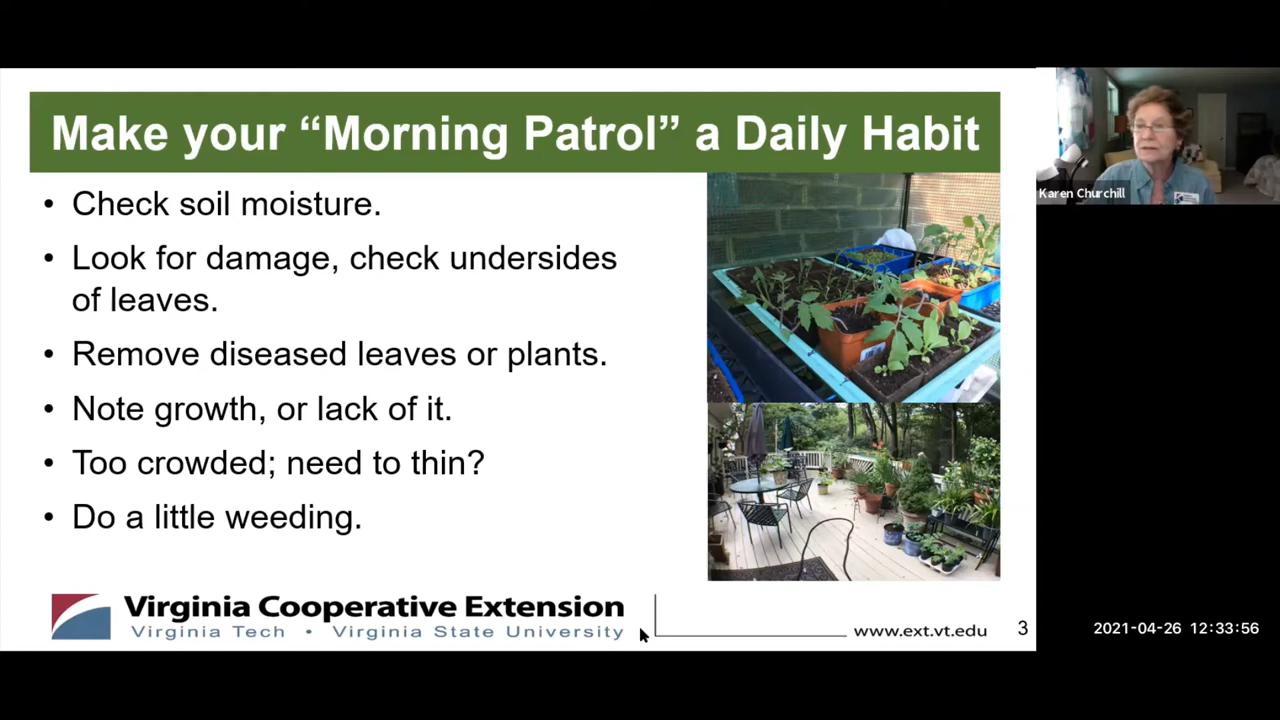 Make your “Morning Patrol” a Daily Habit
• Check soil moisture.
• Look for damage, check undersides
of leaves.
• Remove diseased leaves or plants.
• Note growth, or lack of it.
• Too crowded; need to thin?
• Do a little weeding.
Virginia Cooperative Extension
Virginia Tech • Virginia State University
www.ext.vt.edu
3
Karen Churchill
2021-04-26 12:33:56